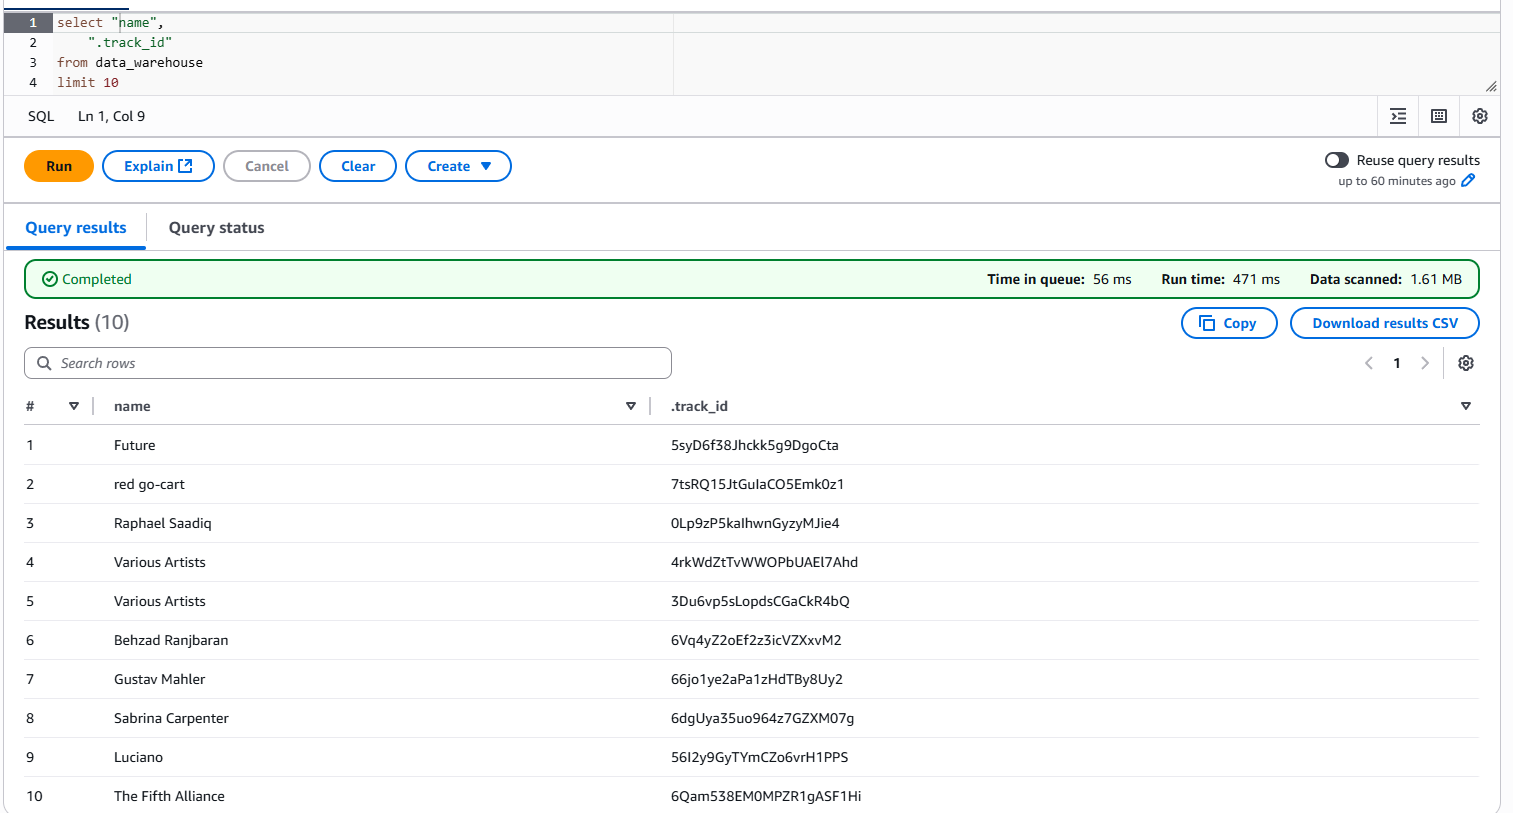 1 select "name",
2 ".track_id"
3 from data_warehouse
4 limit 10
SQL Ln 1, Col 9
Run Explain Cancel Clear Create Reuse query results
up to 60 minutes ago
Query results Query status
Completed Time in queue: 56 ms Run time: 471 ms Data scanned: 1.61 MB
Results (10) Copy Download results CSV
Search rows 1
# name .track_id
1 Future 5syD6f38Jhckk5g9DgoCta
2 red go-cart 7tsRQ15JtGuIaCO5Emk0z1
3 Raphael Saadiq 0Lp9zP5kaIhwnGyzyMJie4
4 Various Artists 4rkWdZtTvWWOPbUAEl7Ahd
5 Various Artists 3Du6vp5sLopdsCGaCkR4bQ
6 Behzad Ranjbaran 6Vq4yZ2oEf2z3icVZXxvM2
7 Gustav Mahler 66jo1ye2aPa1zHdTBy8Uy2
8 Sabrina Carpenter 6dgUya35uo964z7GZXM07g
9 Luciano 56I2y9GyTYmCZo6vrH1PPS
10 The Fifth Alliance 6Qam538EM0MPZR1gASF1Hi